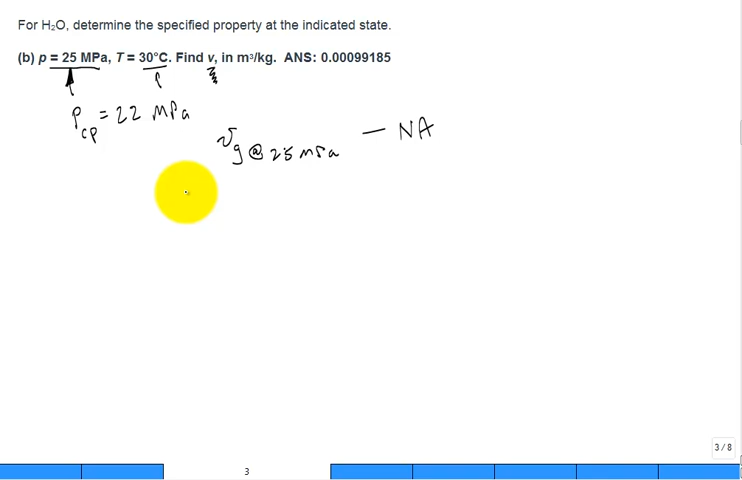 For H₂O, determine the specified property at the indicated state.
(b) p = 25 MPa, T = 30°C. Find v, in m³/kg. ANS: 0.00099185
P_cp = 22 MPa
v_g @ 25 MPa — NA
3 / 8
3